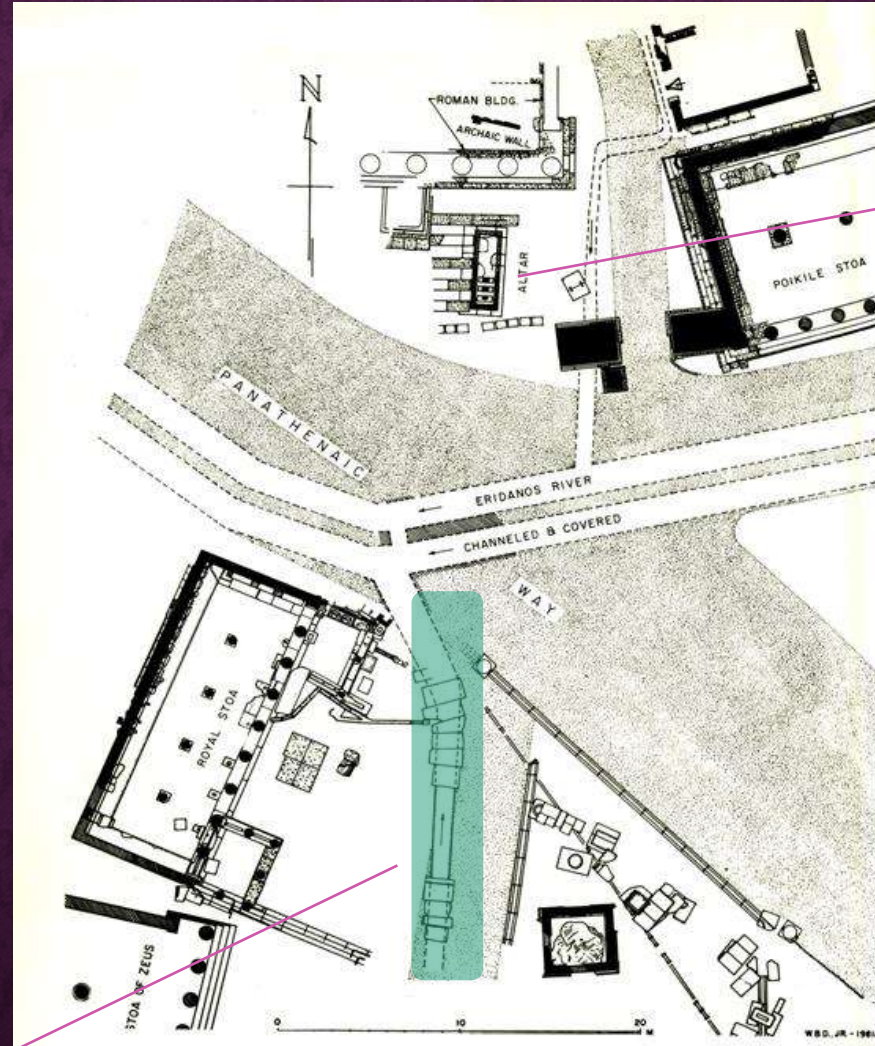 N
ROMAN BLDG.
ARCHAIC WALL
ALTAR
POIKILE STOA
PANATHENAIC
ERIDANOS RIVER
CHANNELED & COVERED
WAY
ROYAL STOA
STOA OF ZEUS
0 10 20 M
W.B.D. JR. - 1981